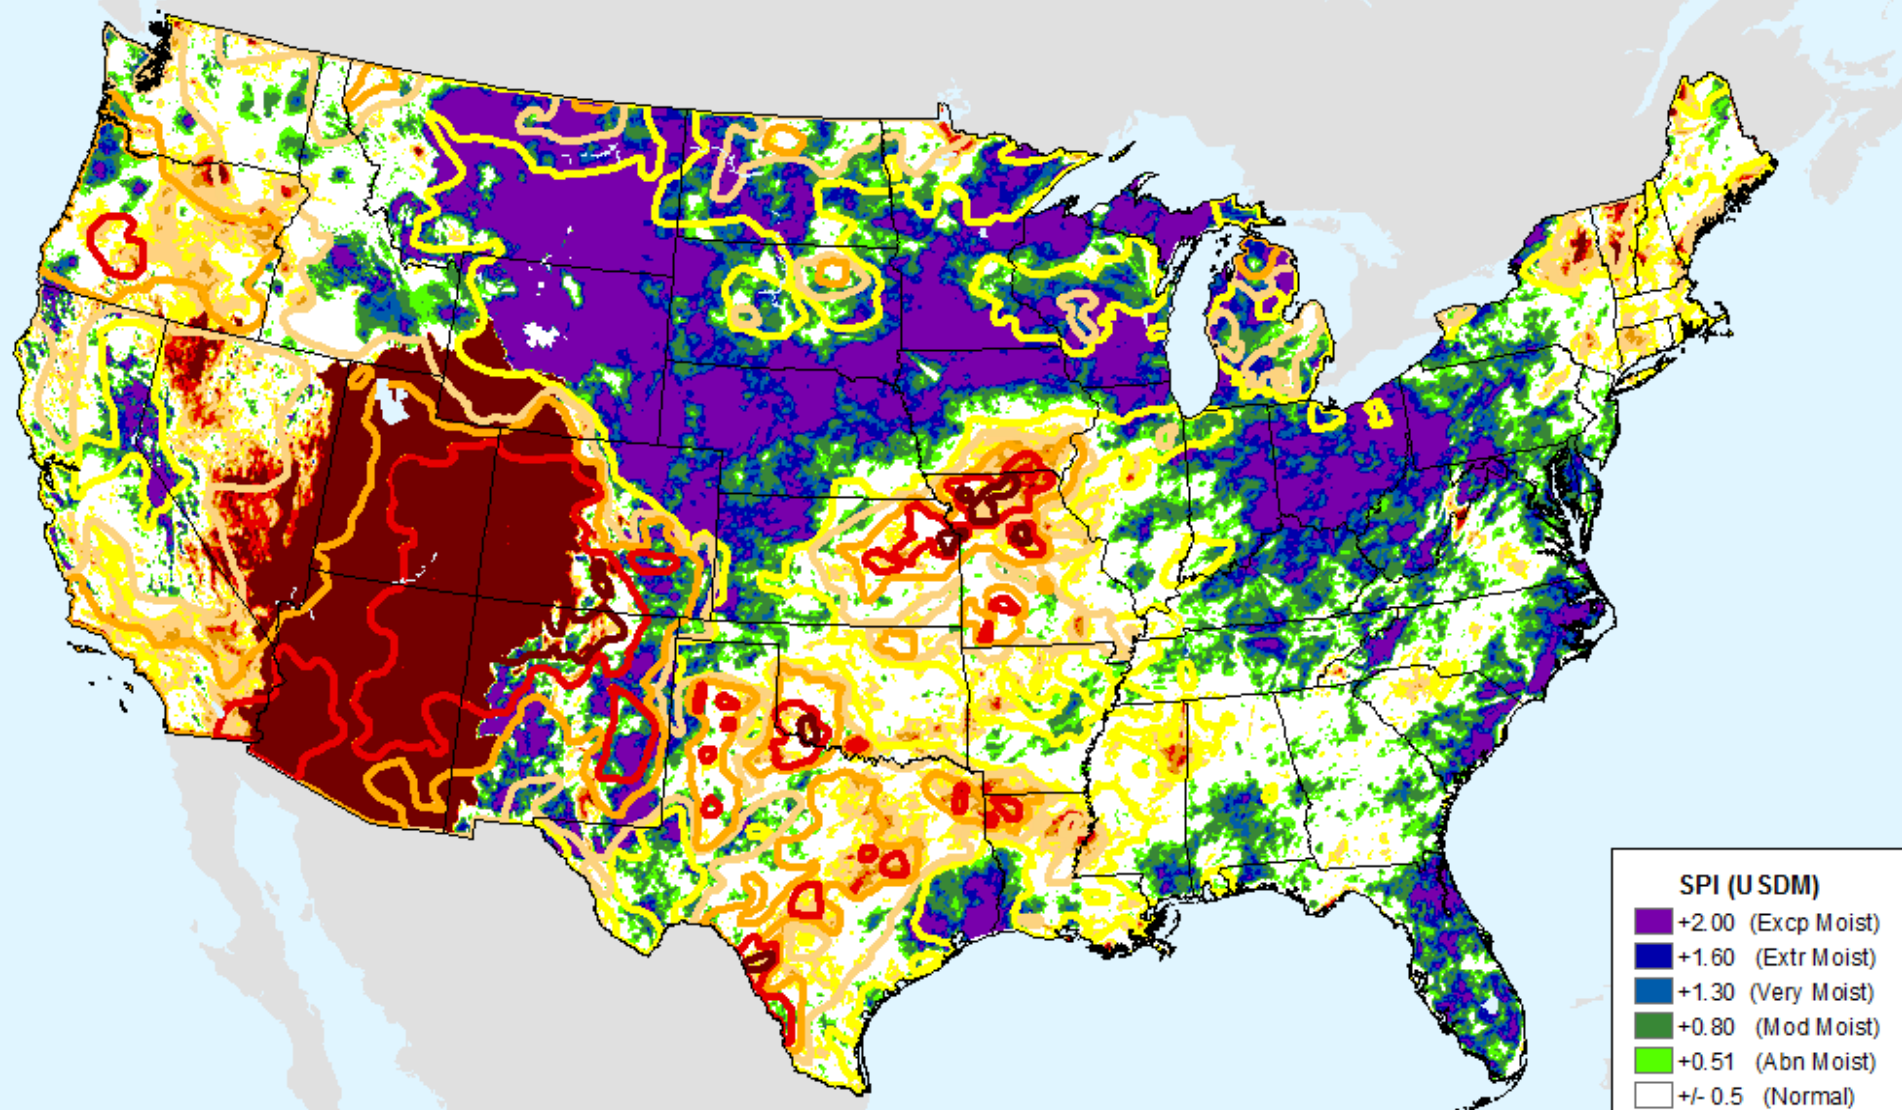 SPI (USDM)
+2.00 (Excp Moist)
+1.60 (Extr Moist)
+1.30 (Very Moist)
+0.80 (Mod Moist)
+0.51 (Abn Moist)
+/- 0.5 (Normal)